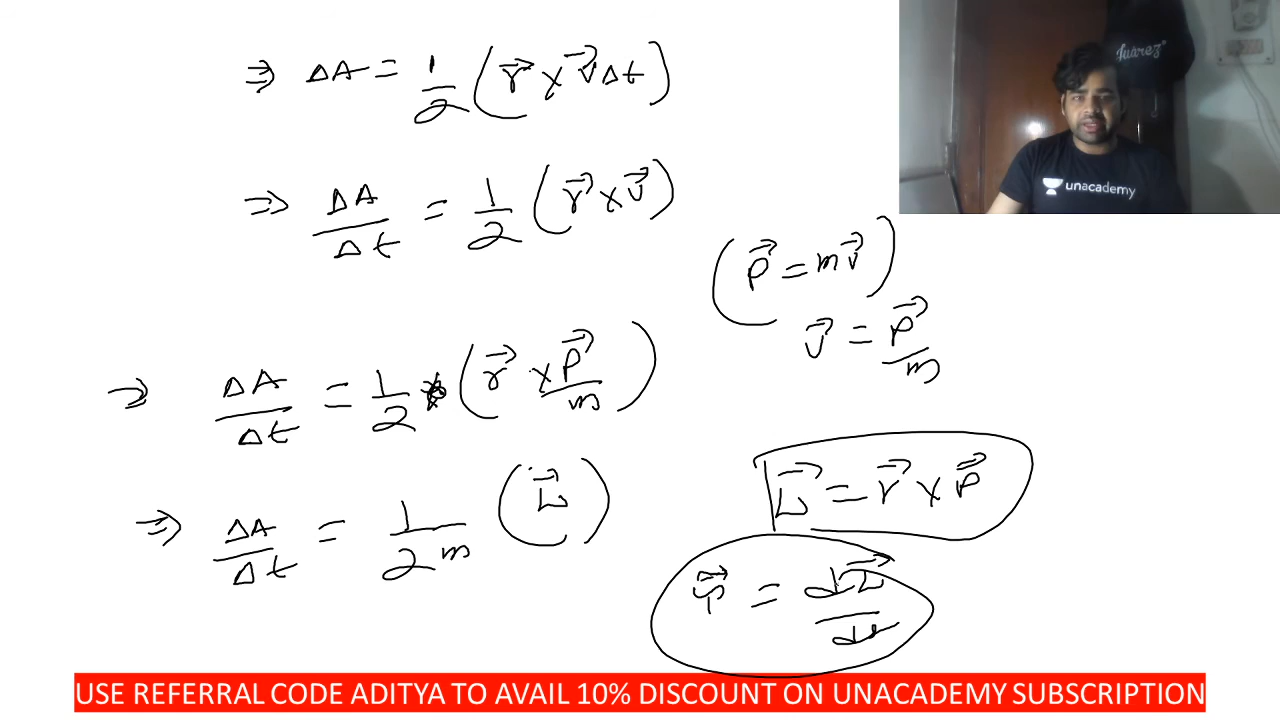 ⇒ ΔA = 1/2 (r⃗ × v⃗ Δt)
Juárez
unacademy
⇒ ΔA/Δt = 1/2 (r⃗ × v⃗)
(p⃗ = mv⃗)
v⃗ = p⃗/m
⇒ ΔA/Δt = 1/2 (r⃗ × p⃗/m)
L⃗ = r⃗ × p⃗
⇒ ΔA/Δt = 1/2m (L⃗)
τ⃗ = dL⃗/dt
USE REFERRAL CODE ADITYA TO AVAIL 10% DISCOUNT ON UNACADEMY SUBSCRIPTION